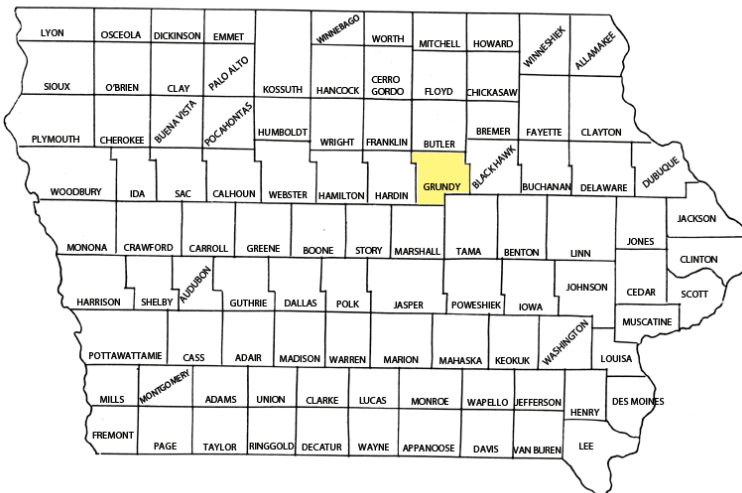 LYON
OSCEOLA
DICKINSON
EMMET
WINNEBAGO
WORTH
MITCHELL
HOWARD
WINNESHIEK
ALLAMAKEE
SIOUX
O'BRIEN
CLAY
PALO ALTO
KOSSUTH
HANCOCK
CERRO
GORDO
FLOYD
CHICKASAW
PLYMOUTH
CHEROKEE
BUENA VISTA
POCAHONTAS
HUMBOLDT
WRIGHT
FRANKLIN
BUTLER
BREMER
FAYETTE
CLAYTON
WOODBURY
IDA
SAC
CALHOUN
WEBSTER
HAMILTON
HARDIN
GRUNDY
BLACK HAWK
BUCHANAN
DELAWARE
DUBUQUE
MONONA
CRAWFORD
CARROLL
GREENE
BOONE
STORY
MARSHALL
TAMA
BENTON
LINN
JONES
JACKSON
CLINTON
HARRISON
SHELBY
AUDUBON
GUTHRIE
DALLAS
POLK
JASPER
POWESHIEK
IOWA
JOHNSON
CEDAR
SCOTT
MUSCATINE
POTTAWATTAMIE
CASS
ADAIR
MADISON
WARREN
MARION
MAHASKA
KEOKUK
WASHINGTON
LOUISA
MILLS
MONTGOMERY
ADAMS
UNION
CLARKE
LUCAS
MONROE
WAPELLO
JEFFERSON
HENRY
DES MOINES
FREMONT
PAGE
TAYLOR
RINGGOLD
DECATUR
WAYNE
APPANOOSE
DAVIS
VAN BUREN
LEE